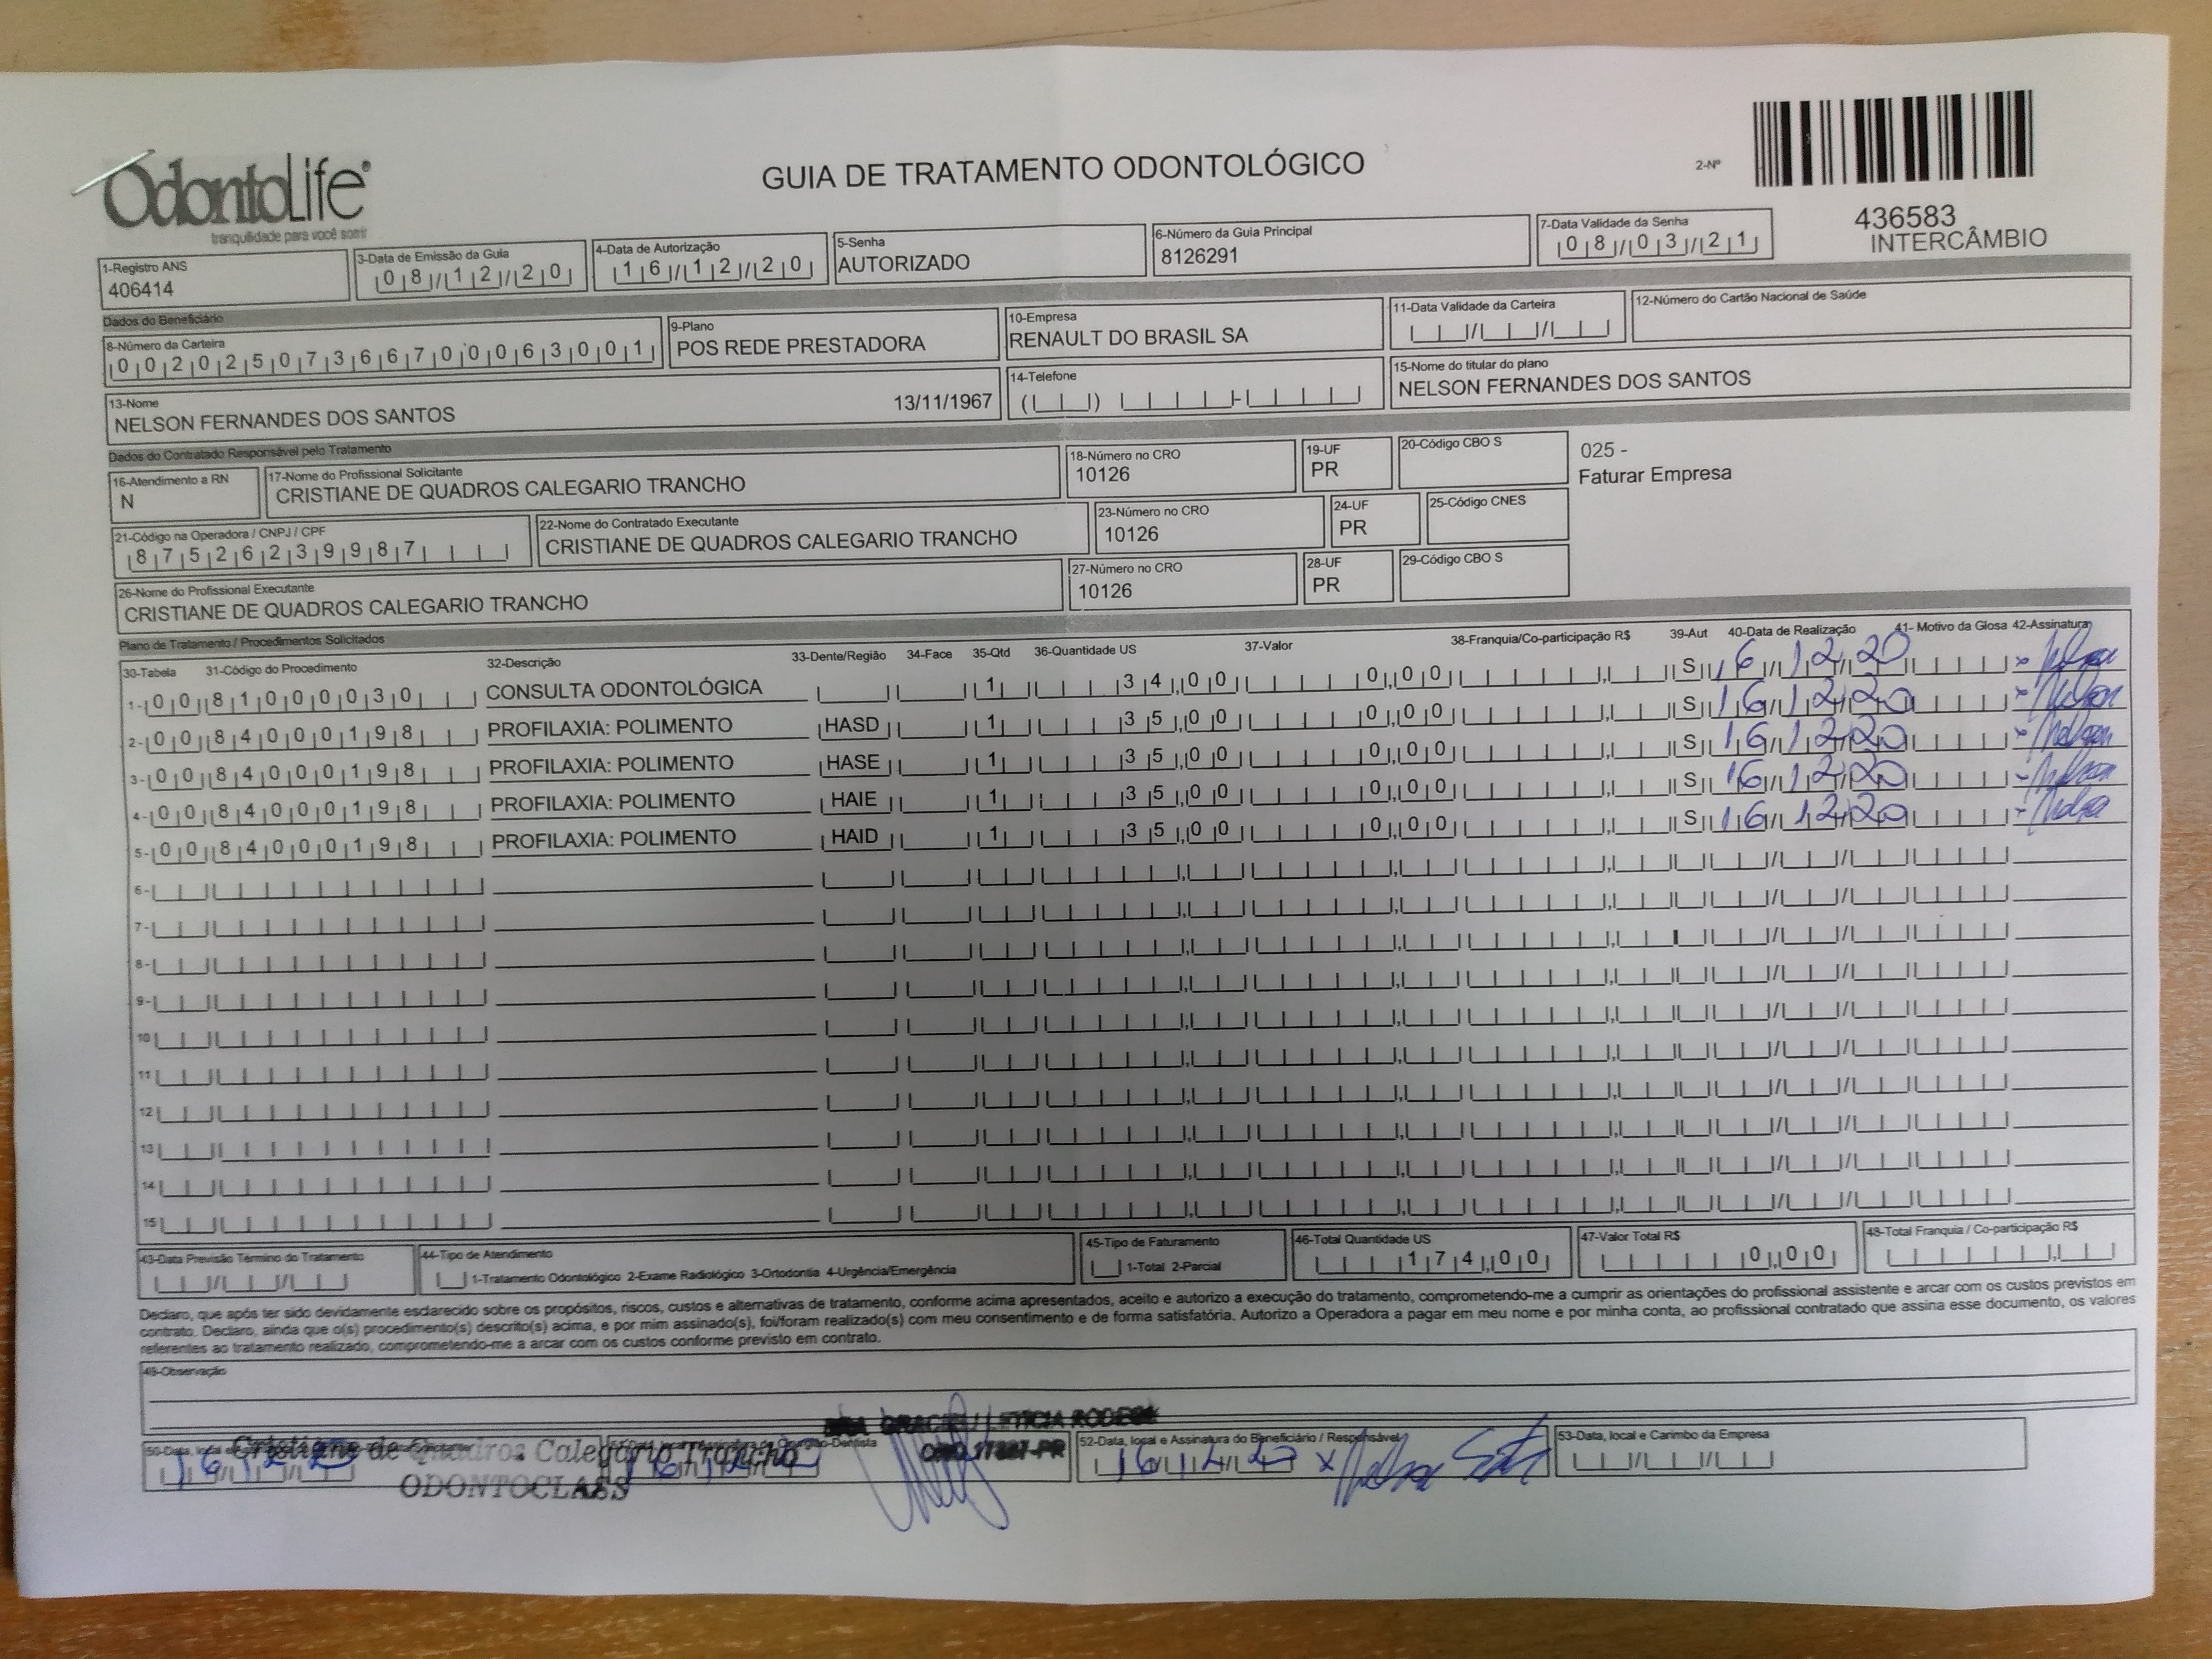 OdontoLife®
tranquilidade para você sorrir
GUIA DE TRATAMENTO ODONTOLÓGICO
2-Nº
436583
INTERCÂMBIO
1-Registro ANS
406414
3-Data de Emissão da Guia
08/12/20
4-Data de Autorização
16/12/20
5-Senha
AUTORIZADO
6-Número da Guia Principal
8126291
7-Data Validade da Senha
08/03/21
Dados do Beneficiário
8-Número da Carteira
00202507366700063001
9-Plano
POS REDE PRESTADORA
10-Empresa
RENAULT DO BRASIL SA
11-Data Validade da Carteira
12-Número do Cartão Nacional de Saúde
13-Nome
NELSON FERNANDES DOS SANTOS 13/11/1967
14-Telefone
15-Nome do titular do plano
NELSON FERNANDES DOS SANTOS
Dados do Contratado Responsável pelo Tratamento
16-Atendimento a RN
N
17-Nome do Profissional Solicitante
CRISTIANE DE QUADROS CALEGARIO TRANCHO
18-Número no CRO
10126
19-UF
PR
20-Código CBO S
025 -
Faturar Empresa
21-Código na Operadora / CNPJ / CPF
87526239987
22-Nome do Contratado Executante
CRISTIANE DE QUADROS CALEGARIO TRANCHO
23-Número no CRO
10126
24-UF
PR
25-Código CNES
26-Nome do Profissional Executante
CRISTIANE DE QUADROS CALEGARIO TRANCHO
27-Número no CRO
10126
28-UF
PR
29-Código CBO S
Plano de Tratamento / Procedimentos Solicitados
30-Tabela 31-Código do Procedimento 32-Descrição 33-Dente/Região 34-Face 35-Qtd 36-Quantidade US 37-Valor 38-Franquia/Co-participação R$ 39-Aut 40-Data de Realização 41- Motivo da Glosa 42-Assinatura
1- 00 81000030 CONSULTA ODONTOLÓGICA 1 34,00 0,00 S 16/12/20
2- 00 84000198 PROFILAXIA: POLIMENTO HASD 1 35,00 0,00 S 16/12/20
3- 00 84000198 PROFILAXIA: POLIMENTO HASE 1 35,00 0,00 S 16/12/20
4- 00 84000198 PROFILAXIA: POLIMENTO HAIE 1 35,00 0,00 S 16/12/20
5- 00 84000198 PROFILAXIA: POLIMENTO HAID 1 35,00 0,00 S 16/12/20
6-
7-
8-
9-
10
11
12
13
14
15
43-Data Previsão Término do Tratamento
44-Tipo de Atendimento
1-Tratamento Odontológico 2-Exame Radiológico 3-Ortodontia 4-Urgência/Emergência
45-Tipo de Faturamento
1-Total 2-Parcial
46-Total Quantidade US
174,00
47-Valor Total R$
0,00
48-Total Franquia / Co-participação R$
Declaro, que após ter sido devidamente esclarecido sobre os propósitos, riscos, custos e alternativas de tratamento, conforme acima apresentados, aceito e autorizo a execução do tratamento, comprometendo-me a cumprir as orientações do profissional assistente e arcar com os custos previstos em
contrato. Declaro, ainda que o(s) procedimento(s) descrito(s) acima, e por mim assinado(s), foi/foram realizado(s) com meu consentimento e de forma satisfatória. Autorizo a Operadora a pagar em meu nome e por minha conta, ao profissional contratado que assina esse documento, os valores
referentes ao tratamento realizado, comprometendo-me a arcar com os custos conforme previsto em contrato.
49-Observação
Cristiane de Quadros Calegario Trancho
ODONTOCLASS
52-Data, local e Assinatura do Beneficiário / Responsável
53-Data, local e Carimbo da Empresa